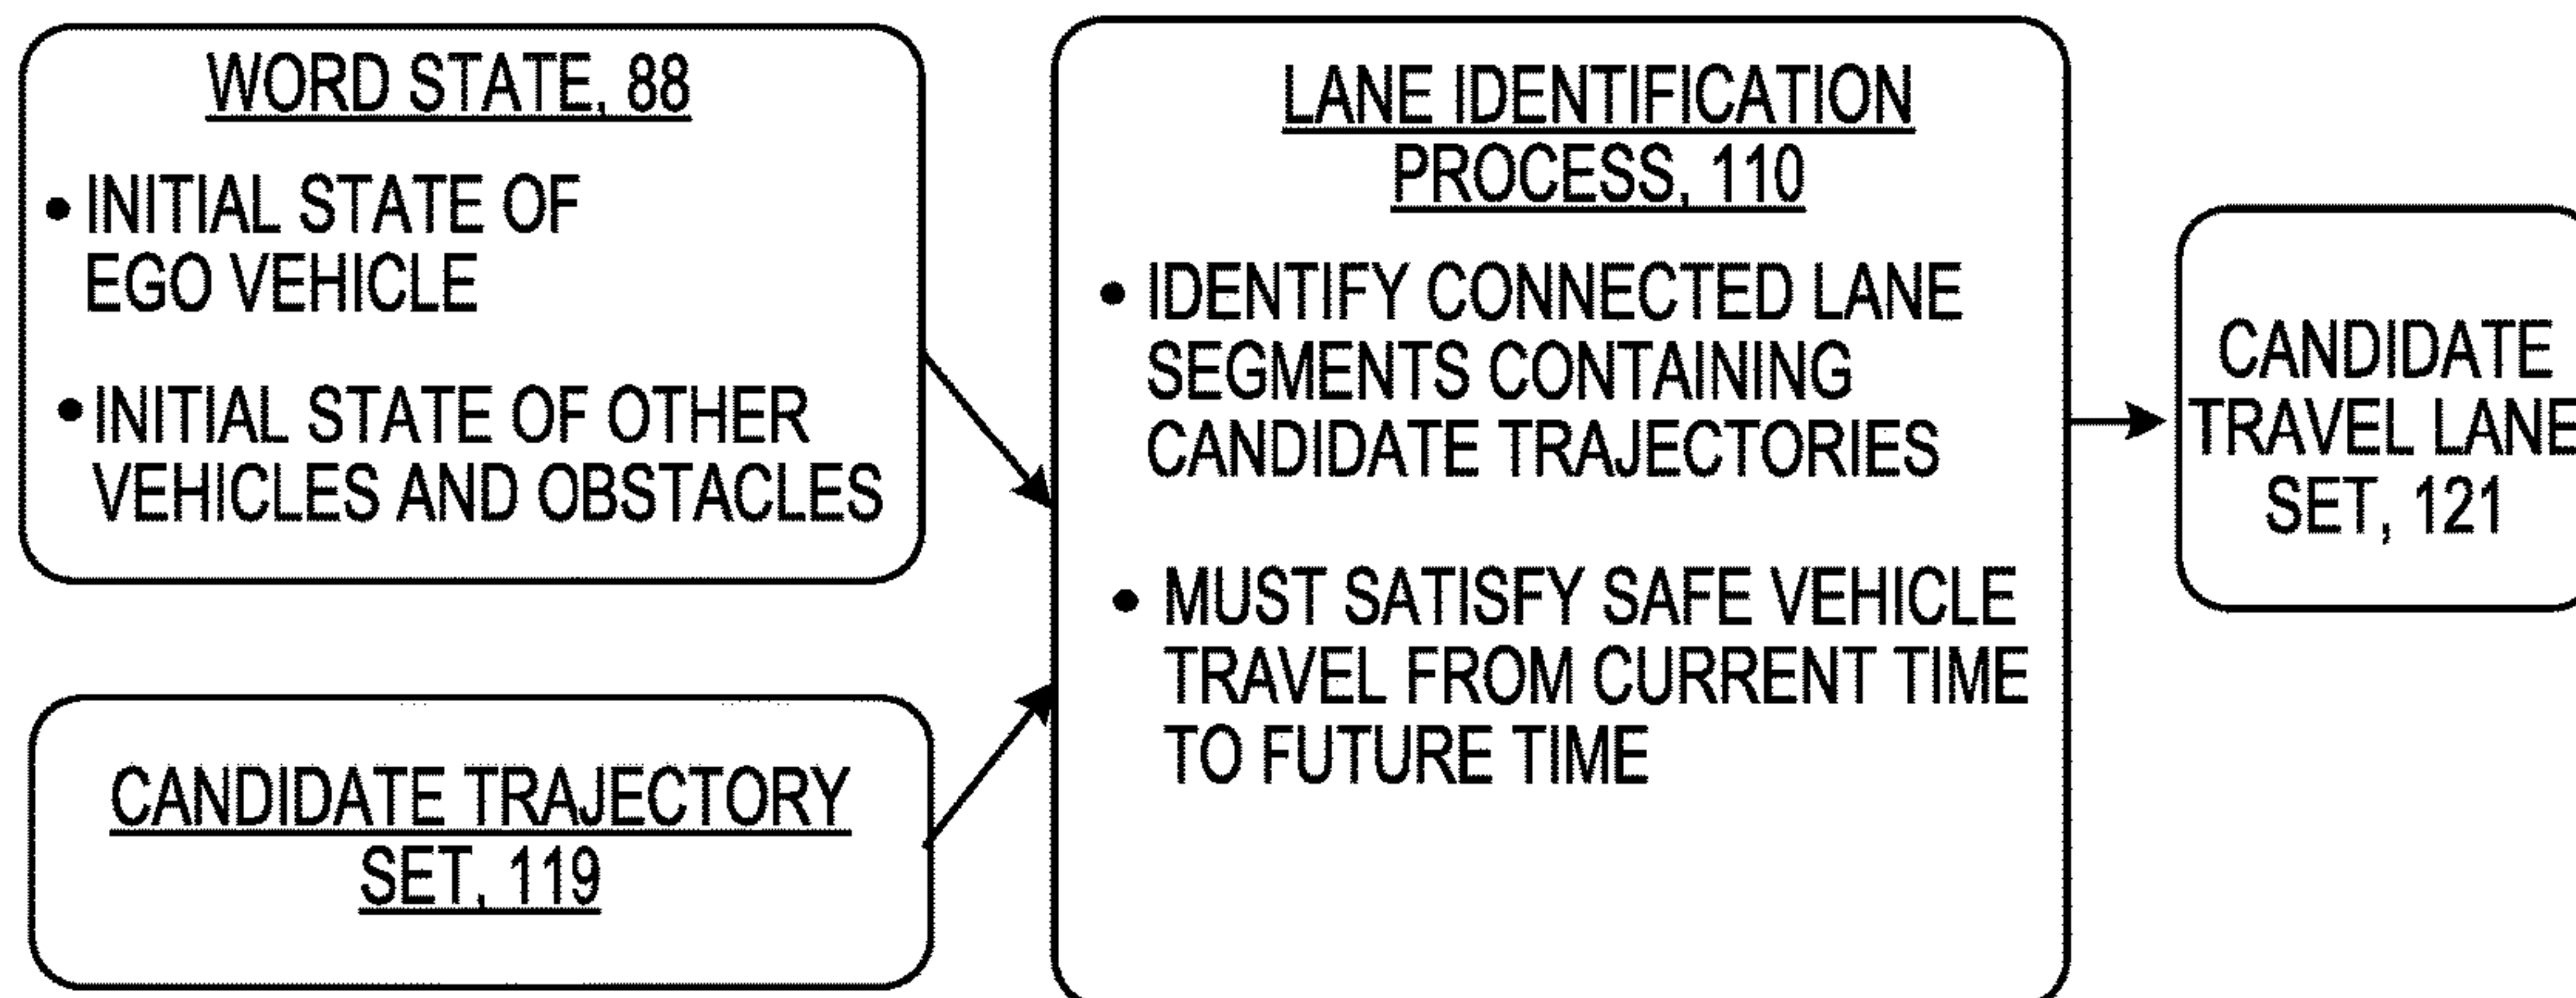 WORD STATE, 88
• INITIAL STATE OF
EGO VEHICLE
• INITIAL STATE OF OTHER
VEHICLES AND OBSTACLES
CANDIDATE TRAJECTORY
SET, 119
LANE IDENTIFICATION
PROCESS, 110
• IDENTIFY CONNECTED LANE
SEGMENTS CONTAINING
CANDIDATE TRAJECTORIES
• MUST SATISFY SAFE VEHICLE
TRAVEL FROM CURRENT TIME
TO FUTURE TIME
CANDIDATE
TRAVEL LANE
SET, 121